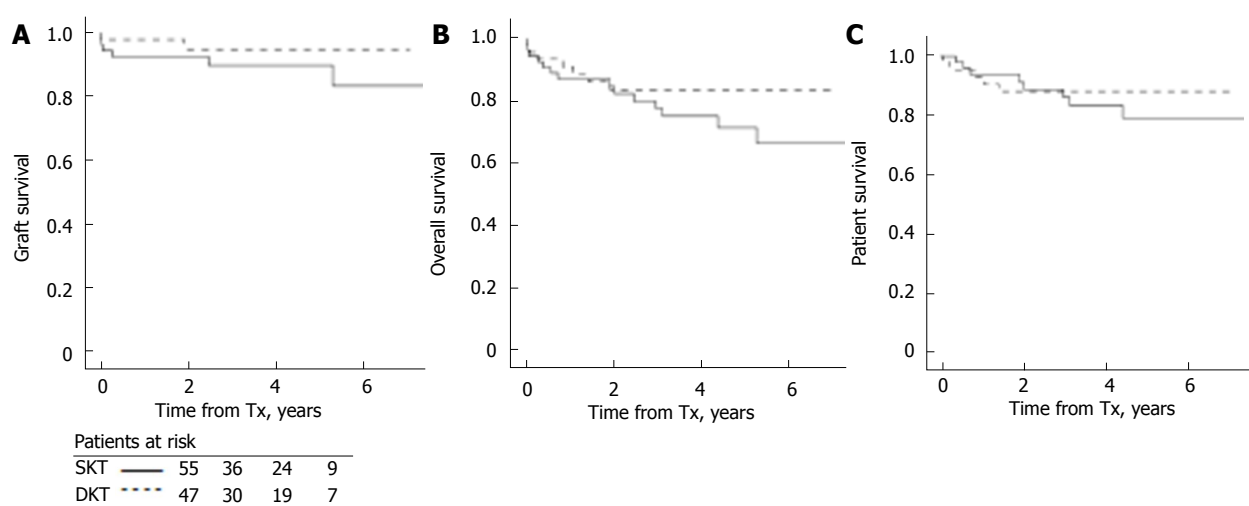 A
Graft survival
1.0
0.8
0.6
0.4
0.2
0
0 2 4 6
Time from Tx, years
B
Overall survival
1.0
0.8
0.6
0.4
0.2
0
0 2 4 6
Time from Tx, years
C
Patient survival
1.0
0.8
0.6
0.4
0.2
0
0 2 4 6
Time from Tx, years
Patients at risk
SKT 55 36 24 9
DKT 47 30 19 7